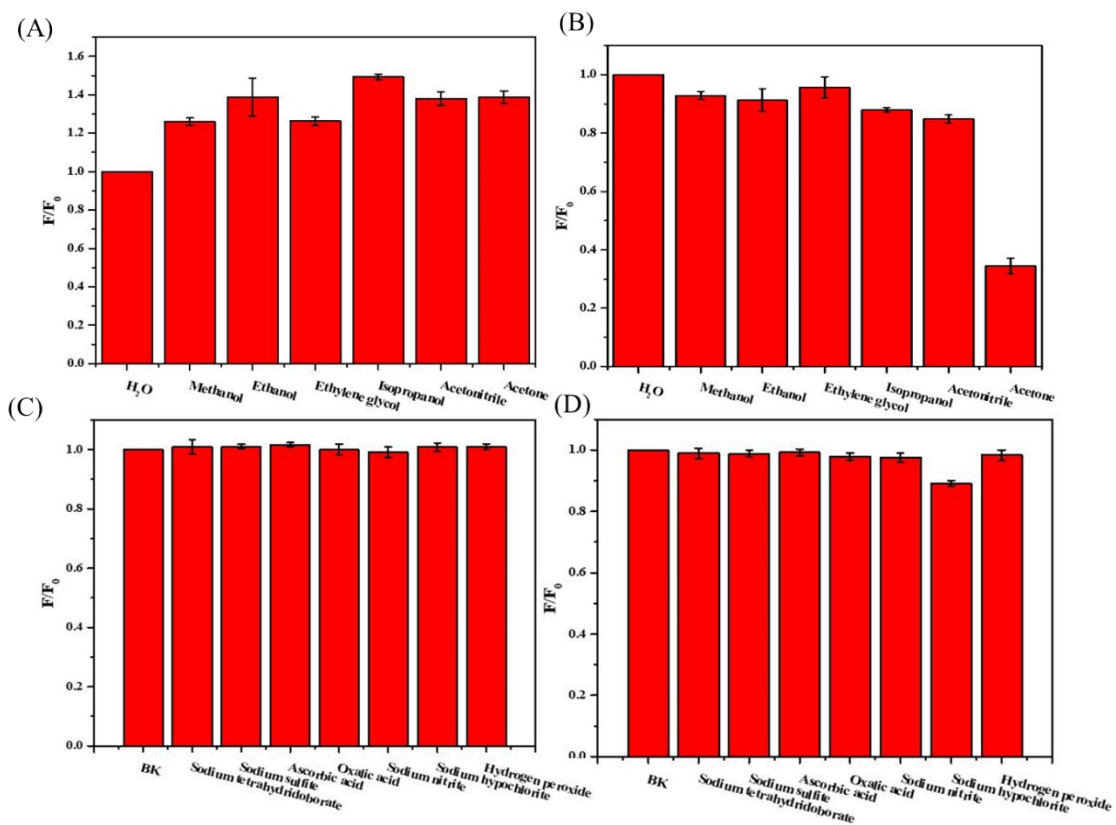 (A)
F/F0
1.6
1.4
1.2
1.0
0.8
0.6
0.4
0.2
0.0
H2O
Methanol
Ethanol
Ethylene glycol
Isopropanol
Acetonitrile
Acetone
(B)
F/F0
1.0
0.8
0.6
0.4
0.2
0.0
H2O
Methanol
Ethanol
Ethylene glycol
Isopropanol
Acetonitrile
Acetone
(C)
F/F0
1.0
0.8
0.6
0.4
0.2
0.0
BK
Sodium tetrahydridoborate
Sodium sulfite
Ascorbic acid
Oxalic acid
Sodium nitrite
Sodium hypochlorite
Hydrogen peroxide
(D)
F/F0
1.0
0.8
0.6
0.4
0.2
0.0
BK
Sodium tetrahydridoborate
Sodium sulfite
Ascorbic acid
Oxalic acid
Sodium nitrite
Sodium hypochlorite
Hydrogen peroxide